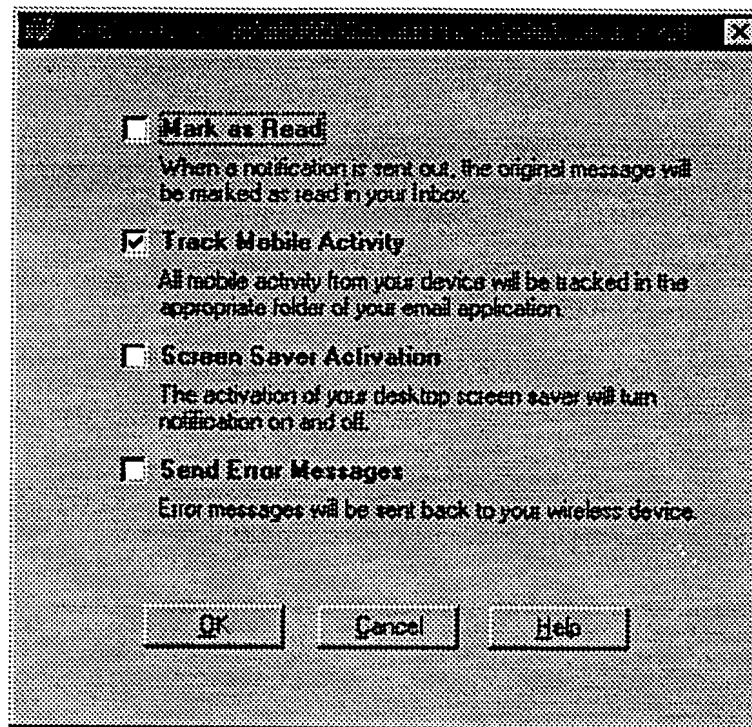 Mark as Read
When a notification is sent out, the original message will
be marked as read in your Inbox.
Track Mobile Activity
All mobile activity from your device will be tracked in the
appropriate folder of your email application.
Screen Saver Activation
The activation of your desktop screen saver will turn
notification on and off.
Send Error Messages
Error messages will be sent back to your wireless device.
OK
Cancel
Help